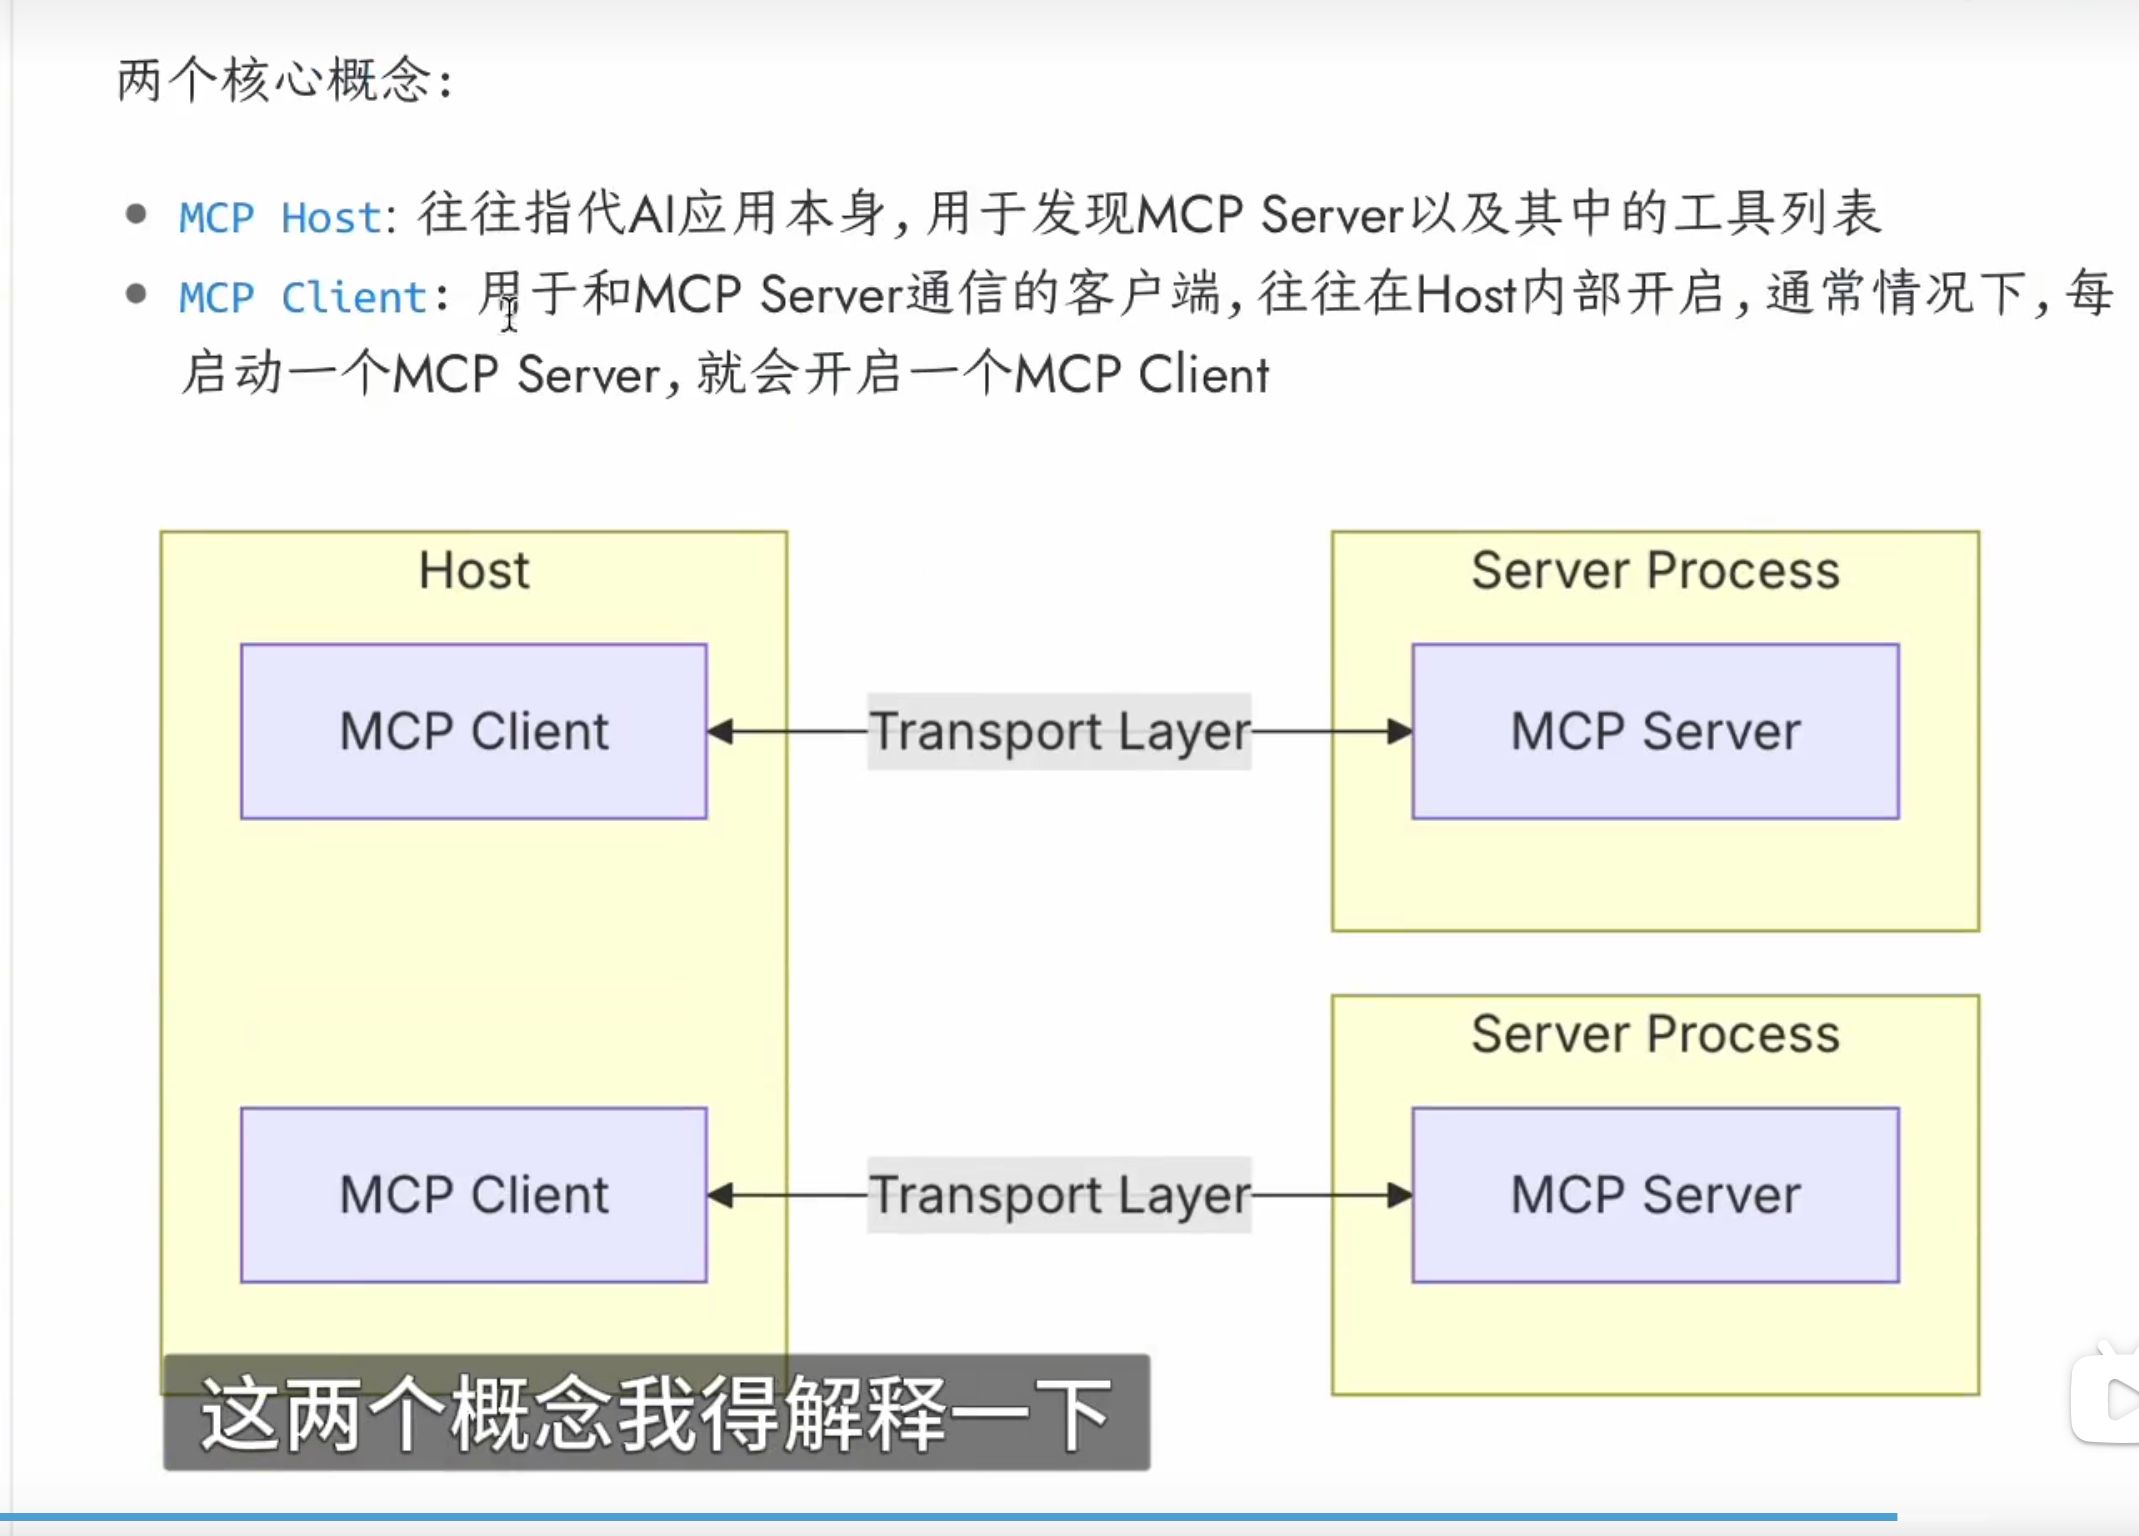 两个核心概念：
MCP Host: 往往指代AI应用本身，用于发现MCP Server以及其中的工具列表
MCP Client：用于和MCP Server通信的客户端，往往在Host内部开启，通常情况下，每
启动一个MCP Server，就会开启一个MCP Client
Host
Server Process
MCP Client
Transport Layer
MCP Server
Server Process
MCP Client
Transport Layer
MCP Server
这两个概念我得解释一下